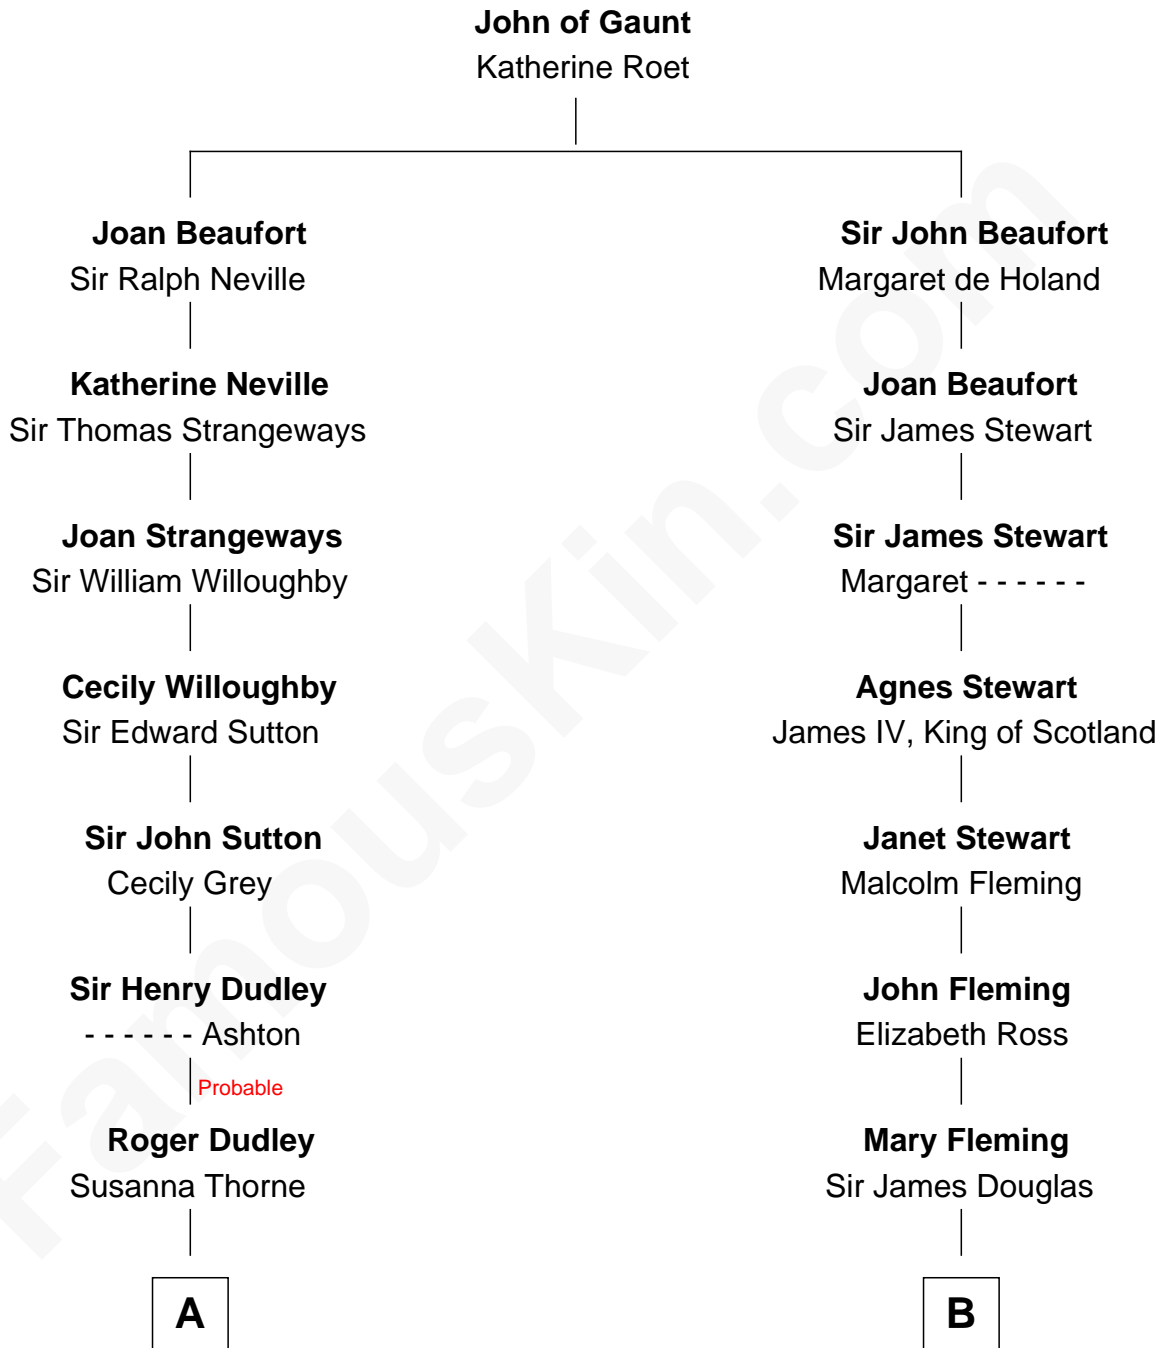 John of Gaunt
Katherine Roet
Joan Beaufort
Sir Ralph Neville
Katherine Neville
Sir Thomas Strangeways
Joan Strangeways
Sir William Willoughby
Cecily Willoughby
Sir Edward Sutton
Sir John Sutton
Cecily Grey
Sir Henry Dudley
- - - - - - Ashton
Probable
Roger Dudley
Susanna Thorne
A
Sir John Beaufort
Margaret de Holand
Joan Beaufort
Sir James Stewart
Sir James Stewart
Margaret - - - - - -
Agnes Stewart
James IV, King of Scotland
Janet Stewart
Malcolm Fleming
John Fleming
Elizabeth Ross
Mary Fleming
Sir James Douglas
B
FamousKin.com